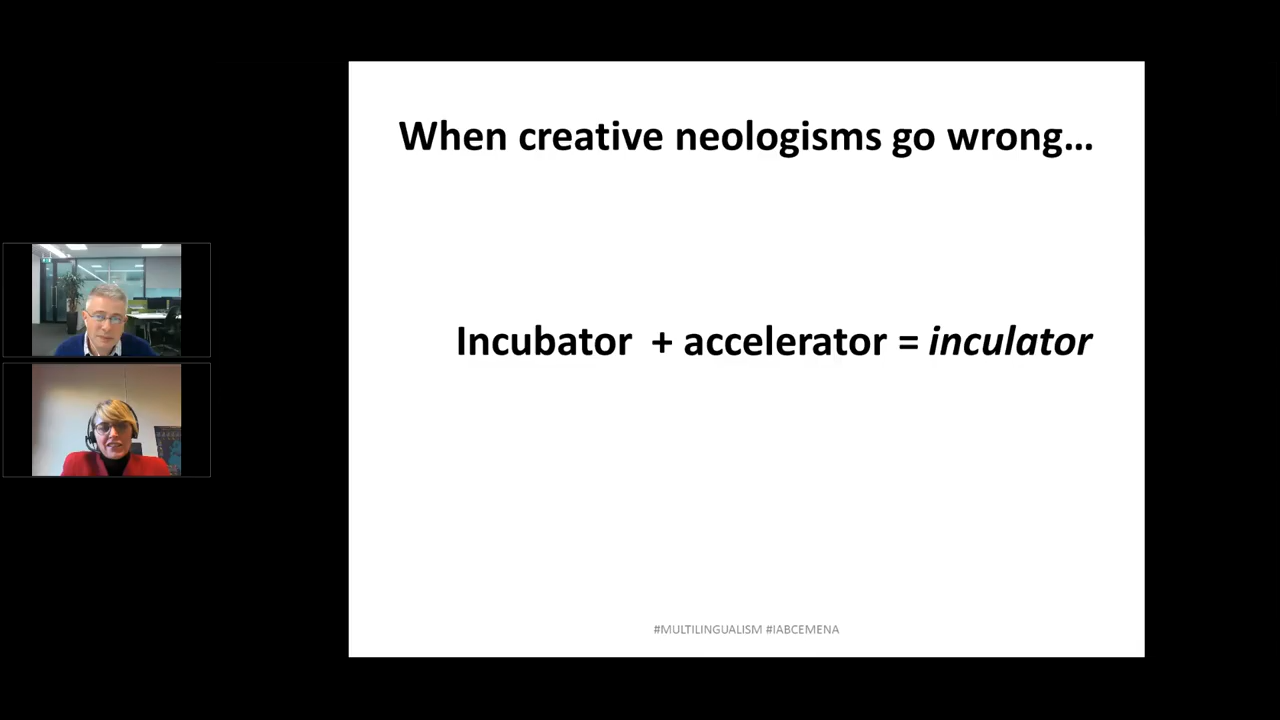 When creative neologisms go wrong…
Incubator + accelerator = inculator
#MULTILINGUALISM #IABCEMENA